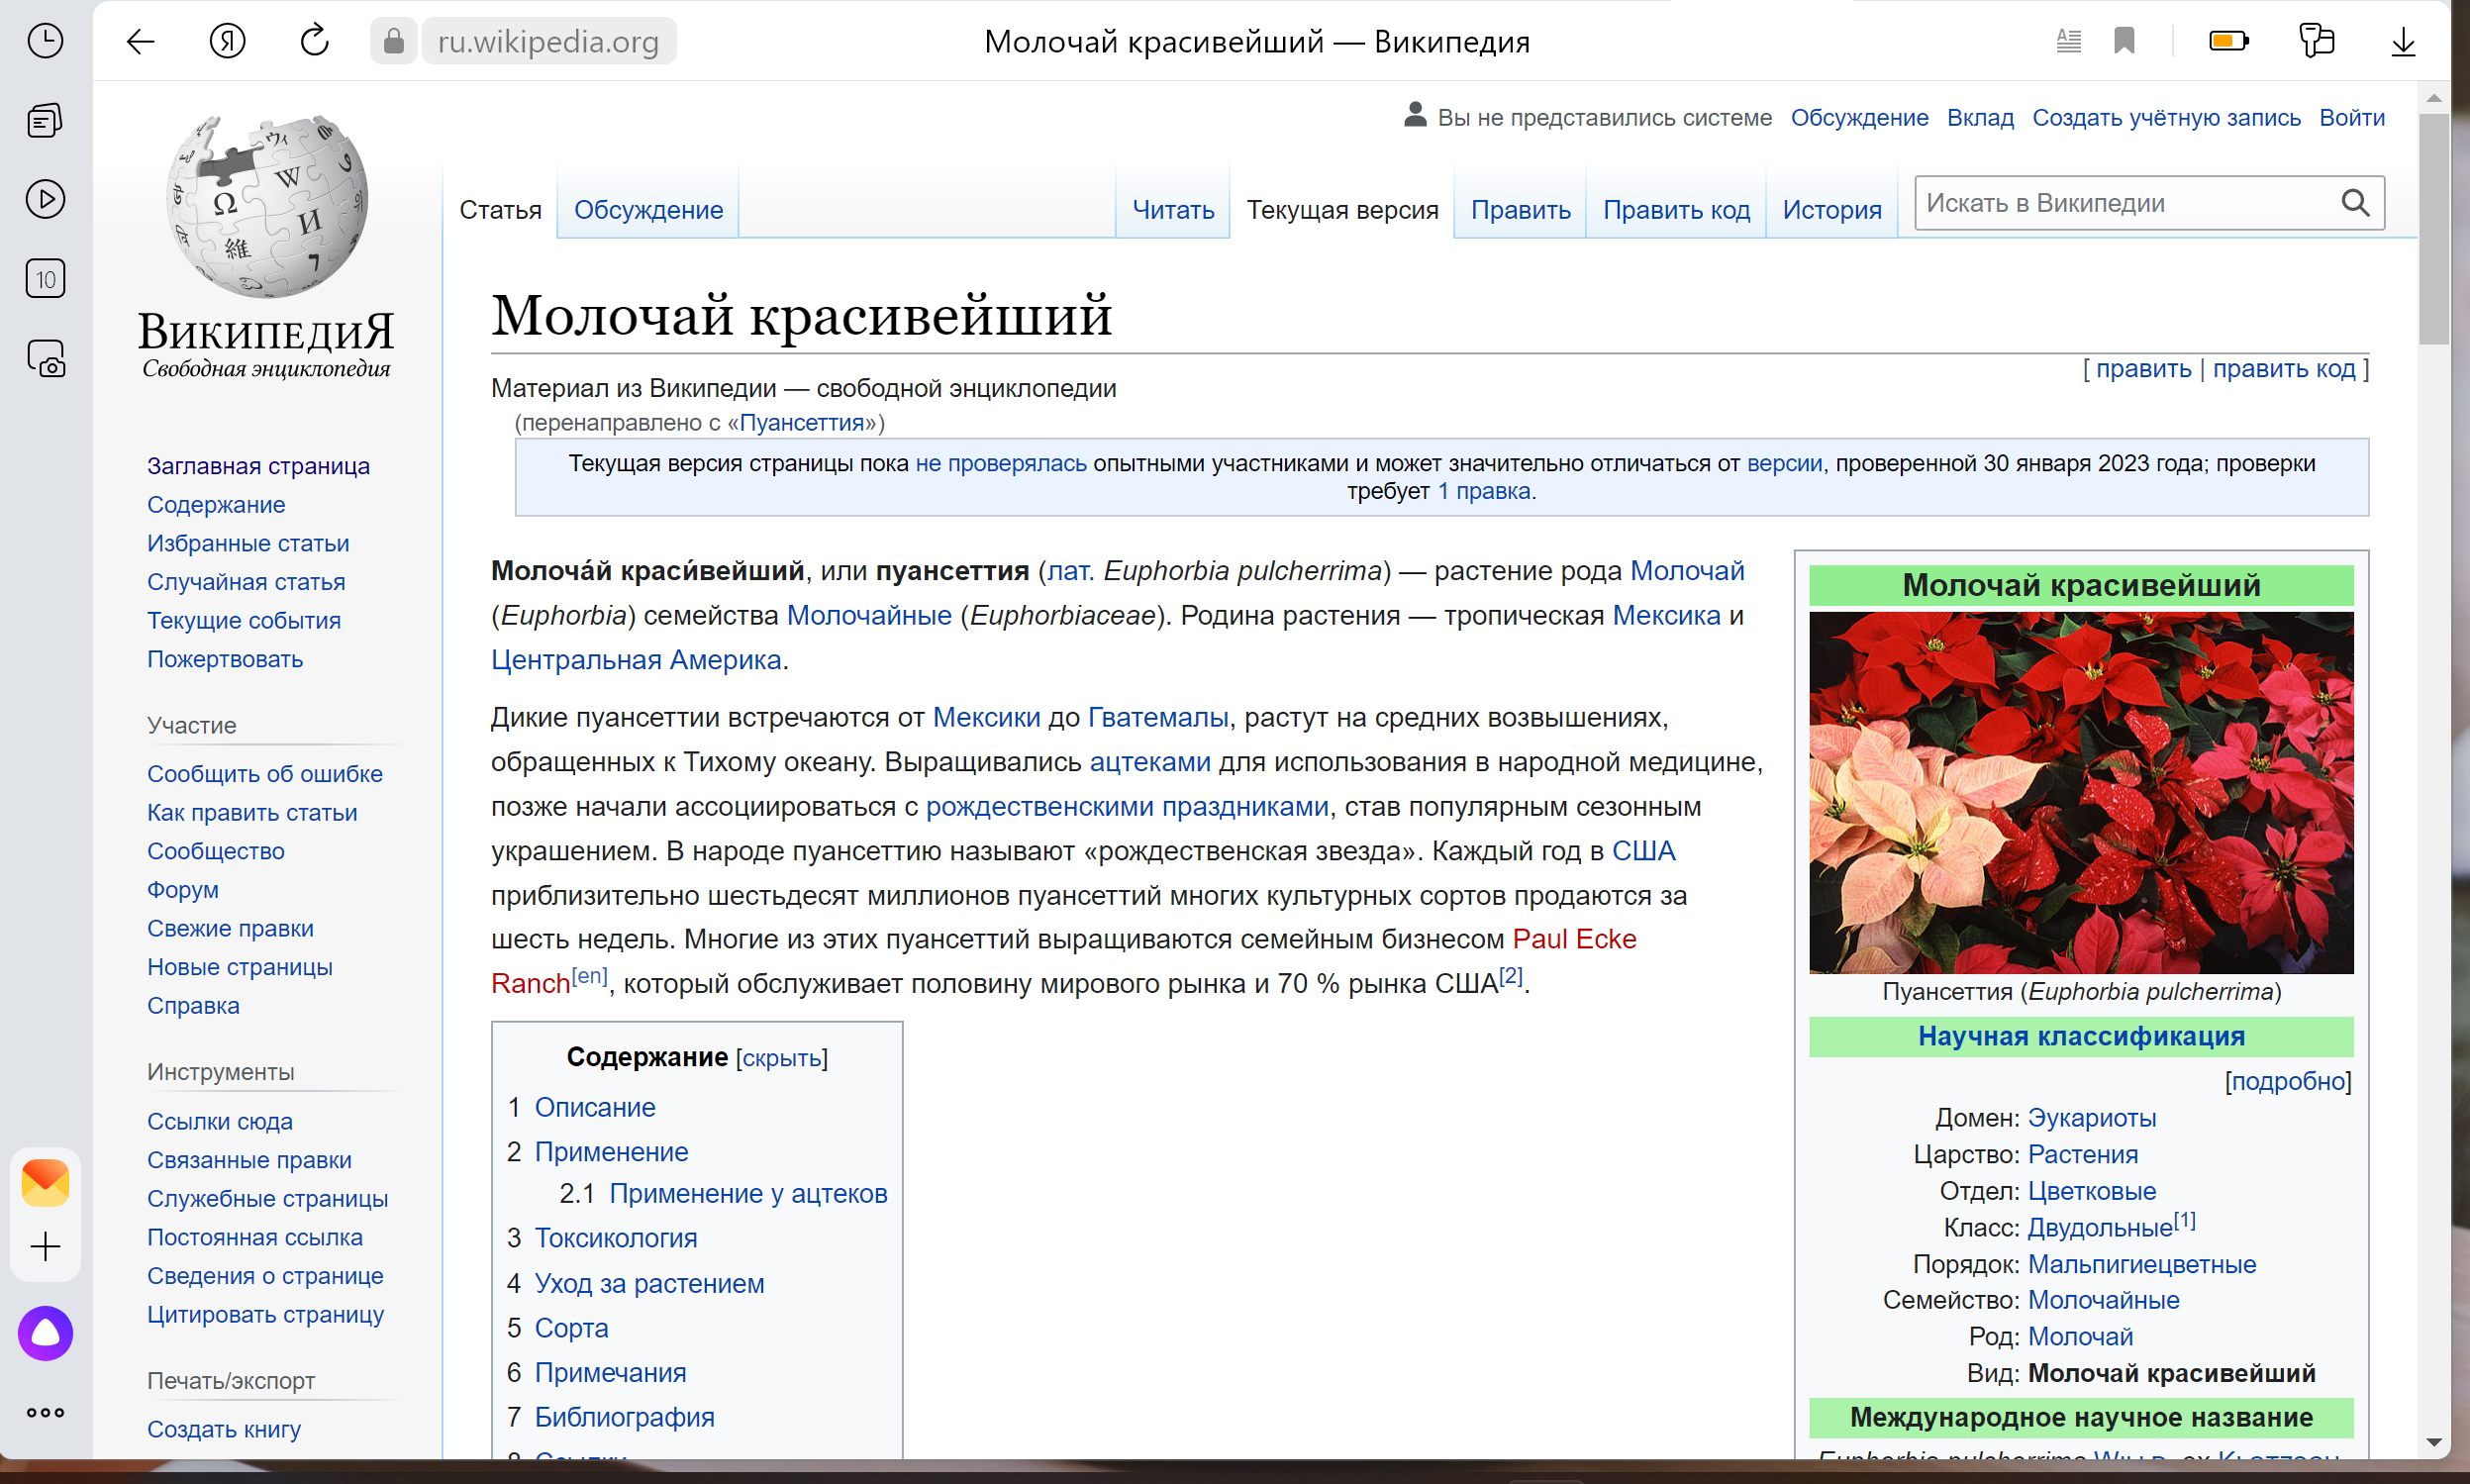 ru.wikipedia.org
Молочай красивейший — Википедия
10
Вы не представились системе Обсуждение Вклад Создать учётную запись Войти
Статья Обсуждение Читать Текущая версия Править Править код История Искать в Википедии
ВикипедиЯ
Свободная энциклопедия
Заглавная страница
Содержание
Избранные статьи
Случайная статья
Текущие события
Пожертвовать
Участие
Сообщить об ошибке
Как править статьи
Сообщество
Форум
Свежие правки
Новые страницы
Справка
Инструменты
Ссылки сюда
Связанные правки
Служебные страницы
Постоянная ссылка
Сведения о странице
Цитировать страницу
Печать/экспорт
Создать книгу
Молочай красивейший
[ править | править код ]
Материал из Википедии — свободной энциклопедии
(перенаправлено с «Пуансеттия»)
Текущая версия страницы пока не проверялась опытными участниками и может значительно отличаться от версии, проверенной 30 января 2023 года; проверки
требует 1 правка.
Молоча́й краси́вейший, или пуансеттия (лат. Euphorbia pulcherrima) — растение рода Молочай
(Euphorbia) семейства Молочайные (Euphorbiaceae). Родина растения — тропическая Мексика и
Центральная Америка.
Дикие пуансеттии встречаются от Мексики до Гватемалы, растут на средних возвышениях,
обращенных к Тихому океану. Выращивались ацтеками для использования в народной медицине,
позже начали ассоциироваться с рождественскими праздниками, став популярным сезонным
украшением. В народе пуансеттию называют «рождественская звезда». Каждый год в США
приблизительно шестьдесят миллионов пуансеттий многих культурных сортов продаются за
шесть недель. Многие из этих пуансеттий выращиваются семейным бизнесом Paul Ecke
Ranch[en], который обслуживает половину мирового рынка и 70 % рынка США[2].
Содержание [скрыть]
1 Описание
2 Применение
2.1 Применение у ацтеков
3 Токсикология
4 Уход за растением
5 Сорта
6 Примечания
7 Библиография
8 Ссылки
Молочай красивейший
Пуансеттия (Euphorbia pulcherrima)
Научная классификация
[подробно]
Домен: Эукариоты
Царство: Растения
Отдел: Цветковые
Класс: Двудольные[1]
Порядок: Мальпигиецветные
Семейство: Молочайные
Род: Молочай
Вид: Молочай красивейший
Международное научное название
Euphorbia pulcherrima Willd. ex Klotzsch